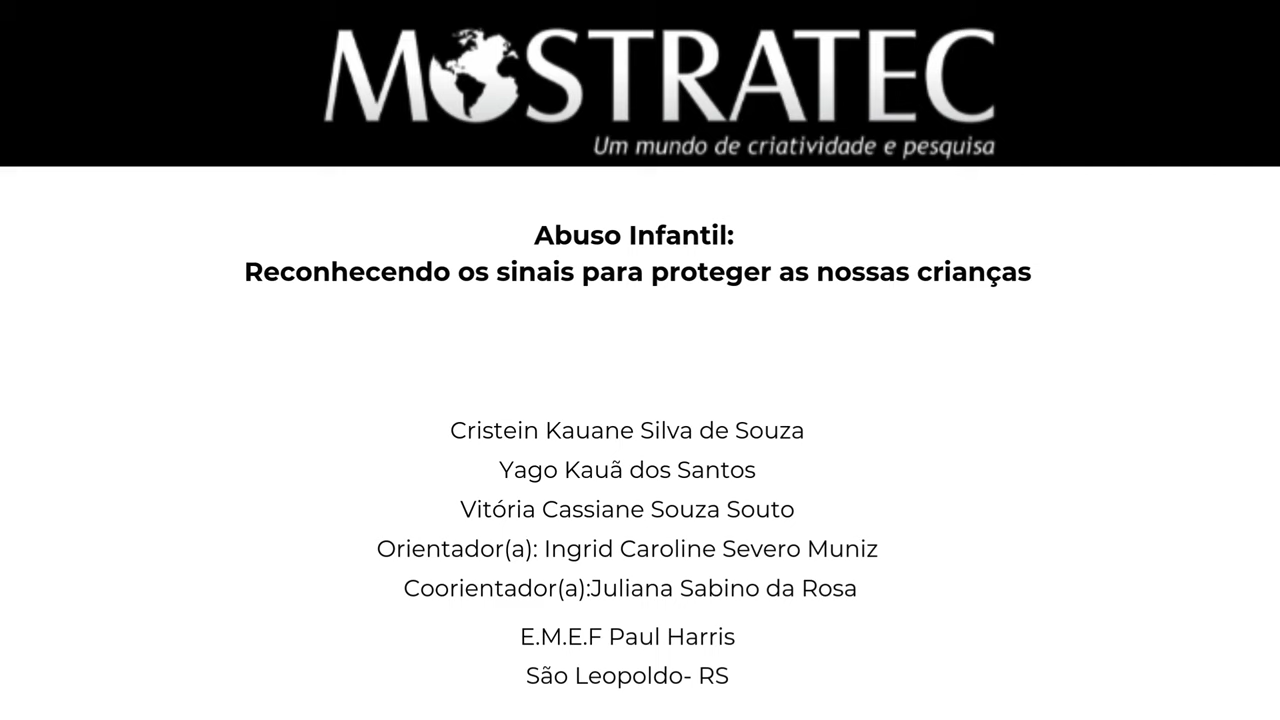 MOSTRATEC
Um mundo de criatividade e pesquisa
Abuso Infantil:
Reconhecendo os sinais para proteger as nossas crianças
Cristein Kauane Silva de Souza
Yago Kauã dos Santos
Vitória Cassiane Souza Souto
Orientador(a): Ingrid Caroline Severo Muniz
Coorientador(a):Juliana Sabino da Rosa
E.M.E.F Paul Harris
São Leopoldo- RS